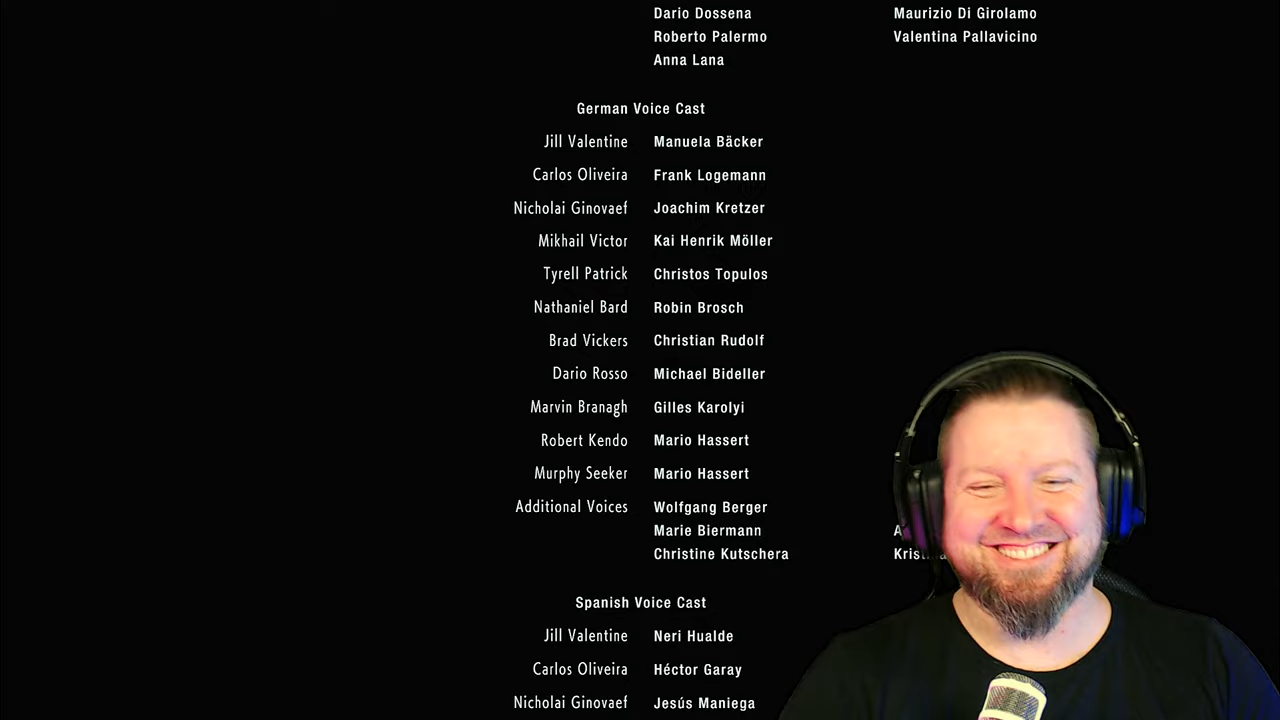 Dario Dossena Maurizio Di Girolamo
Roberto Palermo Valentina Pallavicino
Anna Lana
German Voice Cast
Jill Valentine Manuela Bäcker
Carlos Oliveira Frank Logemann
Nicholai Ginovaef Joachim Kretzer
Mikhail Victor Kai Henrik Möller
Tyrell Patrick Christos Topulos
Nathaniel Bard Robin Brosch
Brad Vickers Christian Rudolf
Dario Rosso Michael Bideller
Marvin Branagh Gilles Karolyi
Robert Kendo Mario Hassert
Murphy Seeker Mario Hassert
Additional Voices Wolfgang Berger
Marie Biermann
Christine Kutschera
Spanish Voice Cast
Jill Valentine Neri Hualde
Carlos Oliveira Héctor Garay
Nicholai Ginovaef Jesús Maniega